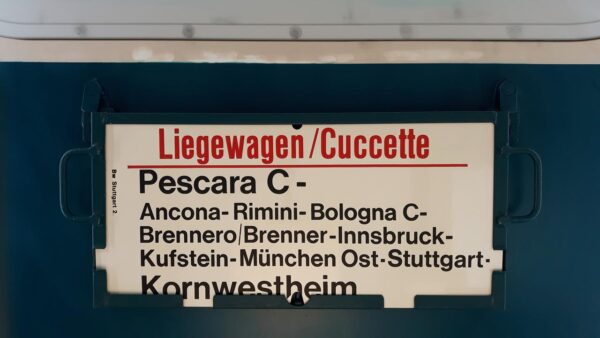 Liegewagen/Cuccette
Pescara C-
Ancona-Rimini-Bologna C-
Brennero/Brenner-Innsbruck-
Kufstein-München Ost-Stuttgart-
Kornwestheim
Bw Stuttgart 2